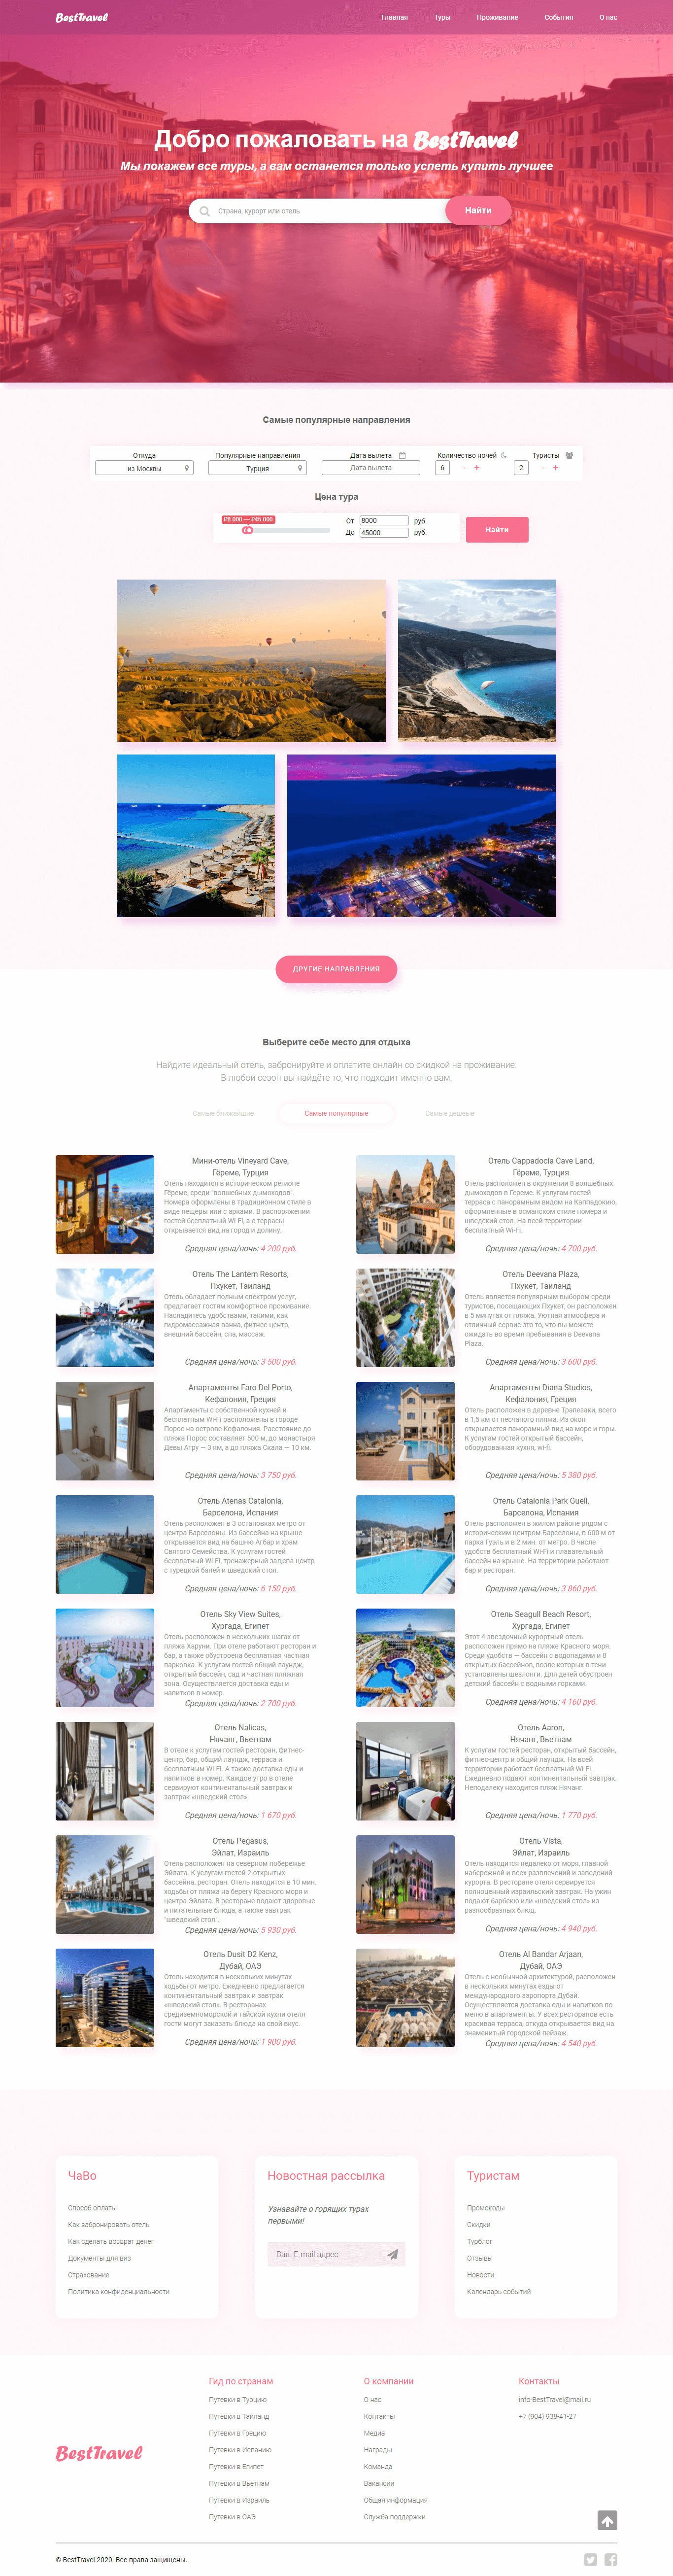 BestTravel
Главная Туры Проживание События О нас
Добро пожаловать на BestTravel
Мы покажем все туры, а вам останется только успеть купить лучшее
Страна, курорт или отель
Найти
Самые популярные направления
Откуда Популярные направления Дата вылета Количество ночей Туристы
из Москвы Турция Дата вылета 6 - + 2 - +
Цена тура
₽8 000 — ₽45 000
От 8000 руб.
До 45000 руб.
Найти
ДРУГИЕ НАПРАВЛЕНИЯ
Выберите себе место для отдыха
Найдите идеальный отель, забронируйте и оплатите онлайн со скидкой на проживание.
В любой сезон вы найдёте то, что подходит именно вам.
Самые ближайшие Самые популярные Самые дешевые
Мини-отель Vineyard Cave,
Гёреме, Турция
Отель находится в историческом регионе
Гёреме, среди "волшебных дымоходов".
Номера оформлены в традиционном стиле в
виде пещеры или с арками. В распоряжении
гостей бесплатный Wi-Fi, а с террасы
открывается вид на город и долину.
Средняя цена/ночь: 4 200 руб.
Отель Cappadocia Cave Land,
Гёреме, Турция
Отель расположен в окружении 8 волшебных
дымоходов в Гереме. К услугам гостей
терраса с панорамным видом на Каппадокию,
оформленные в османском стиле номера и
шведский стол. На всей территории
бесплатный Wi-Fi.
Средняя цена/ночь: 4 700 руб.
Отель The Lantern Resorts,
Пхукет, Таиланд
Отель обладает полным спектром услуг,
предлагает гостям комфортное проживание.
Насладитесь удобствами, такими, как
гидромассажная ванна, фитнес-центр,
внешний бассейн, спа, массаж.
Средняя цена/ночь: 3 500 руб.
Отель Deevana Plaza,
Пхукет, Таиланд
Отель является популярным выбором среди
туристов, посещающих Пхукет, он расположен
в 5 минутах от пляжа. Уютная атмосфера и
отличный сервис это то, что вы можете
ожидать во время пребывания в Deevana
Plaza.
Средняя цена/ночь: 3 600 руб.
Апартаменты Faro Del Porto,
Кефалония, Греция
Апартаменты с собственной кухней и
бесплатным Wi-Fi расположены в городе
Порос на острове Кефалония. Расстояние до
пляжа Порос составляет 500 м, до монастыря
Девы Атру — 3 км, а до пляжа Скала — 10 км.
Средняя цена/ночь: 3 750 руб.
Апартаменты Diana Studios,
Кефалония, Греция
Отель расположен в деревне Трапезаки, всего
в 1,5 км от песчаного пляжа. Из окон
открывается панорамный вид на море и горы.
К услугам гостей открытый бассейн,
оборудованная кухня, wi-fi.
Средняя цена/ночь: 5 380 руб.
Отель Atenas Catalonia,
Барселона, Испания
Отель расположен в 3 остановках метро от
центра Барселоны. Из бассейна на крыше
открывается вид на башню Агбар и храм
Святого Семейства. К услугам гостей
бесплатный Wi-Fi, тренажерный зал,спа-центр
с турецкой баней и шведский стол.
Средняя цена/ночь: 6 150 руб.
Отель Catalonia Park Guell,
Барселона, Испания
Отель расположен в жилом районе рядом с
историческим центром Барселоны, в 600 м от
парка Гуэль и в 2 мин. от метро. В числе
удобств бесплатный Wi-Fi и плавательный
бассейн на крыше. На территории работают
бар и ресторан.
Средняя цена/ночь: 3 860 руб.
Отель Sky View Suites,
Хургада, Египет
Отель расположен в нескольких шагах от
пляжа Харуни. При отеле работают ресторан и
бар, а также обустроена бесплатная частная
парковка. К услугам гостей общий лаундж,
открытый бассейн, сад и частная пляжная
зона. Осуществляется доставка еды и
напитков в номер.
Средняя цена/ночь: 2 700 руб.
Отель Seagull Beach Resort,
Хургада, Египет
Этот 4-звездочный курортный отель
расположен прямо на пляже Красного моря.
Среди удобств — бассейн с водопадами и 8
открытых бассейнов, возле которых в тени
установлены шезлонги. Для детей обустроен
детский бассейн с водными горками.
Средняя цена/ночь: 4 160 руб.
Отель Nalicas,
Нячанг, Вьетнам
В отеле к услугам гостей ресторан, фитнес-
центр, бар, общий лаундж, терраса и
бесплатным Wi-Fi. А также доставка еды и
напитков в номер. Каждое утро в отеле
сервируют континентальный завтрак и
завтрак «шведский стол».
Средняя цена/ночь: 1 670 руб.
Отель Aaron,
Нячанг, Вьетнам
К услугам гостей ресторан, открытый бассейн,
фитнес-центр и общий лаундж. На всей
территории работает бесплатный Wi-Fi.
Ежедневно подают континентальный завтрак.
Неподалеку находится пляж Нячанг.
Средняя цена/ночь: 1 770 руб.
Отель Pegasus,
Эйлат, Израиль
Отель расположен на северном побережье
Эйлата. К услугам гостей 2 открытых
бассейна, ресторан. Отель находится в 10 мин.
ходьбы от пляжа на берегу Красного моря и
центра Эйлата. В ресторане подают здоровые
и питательные блюда, а также завтрак
"шведский стол".
Средняя цена/ночь: 5 930 руб.
Отель Vista,
Эйлат, Израиль
Отель находится недалеко от моря, главной
набережной и всех развлечений и заведений
курорта. В ресторане отеля сервируется
полноценный израильский завтрак. На ужин
подают барбекю или «шведский стол» из
разнообразных блюд.
Средняя цена/ночь: 4 940 руб.
Отель Dusit D2 Kenz,
Дубай, ОАЭ
Отель находится в нескольких минутах
ходьбы от метро. Ежедневно предлагается
континентальный завтрак и завтрак
«шведский стол». В ресторанах
средиземноморской и тайской кухни отеля
гости могут заказать блюда на свой вкус.
Средняя цена/ночь: 1 900 руб.
Отель Al Bandar Arjaan,
Дубай, ОАЭ
Отель с необычной архитектурой, расположен
в нескольких минутах езды от
международного аэропорта Дубай.
Осуществляется доставка еды и напитков по
меню в апартаменты. У всех ресторанов есть
красивая терраса, откуда открывается вид на
знаменитый городской пейзаж.
Средняя цена/ночь: 4 540 руб.
ЧаВо
Способ оплаты
Как забронировать отель
Как сделать возврат денег
Документы для виз
Страхование
Политика конфиденциальности
Новостная рассылка
Узнавайте о горящих турах
первыми!
Ваш E-mail адрес
Туристам
Промокоды
Скидки
Турблог
Отзывы
Новости
Календарь событий
BestTravel
Гид по странам
Путевки в Турцию
Путевки в Таиланд
Путевки в Грецию
Путевки в Испанию
Путевки в Египет
Путевки в Вьетнам
Путевки в Израиль
Путевки в ОАЭ
О компании
О нас
Контакты
Медиа
Награды
Команда
Вакансии
Общая информация
Служба поддержки
Контакты
info-BestTravel@mail.ru
+7 (904) 938-41-27
© BestTravel 2020. Все права защищены.